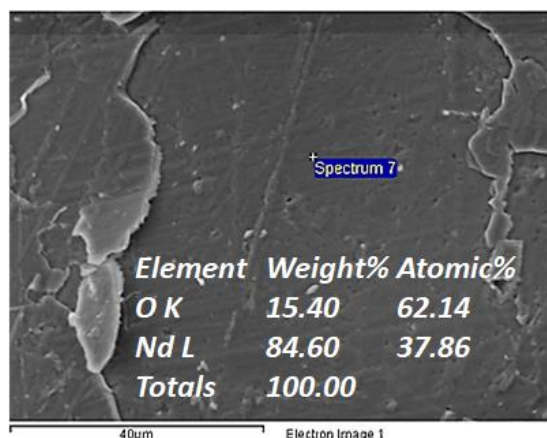 Spectrum 7
Element Weight% Atomic%
O K 15.40 62.14
Nd L 84.60 37.86
Totals 100.00
40µm Electron Image 1